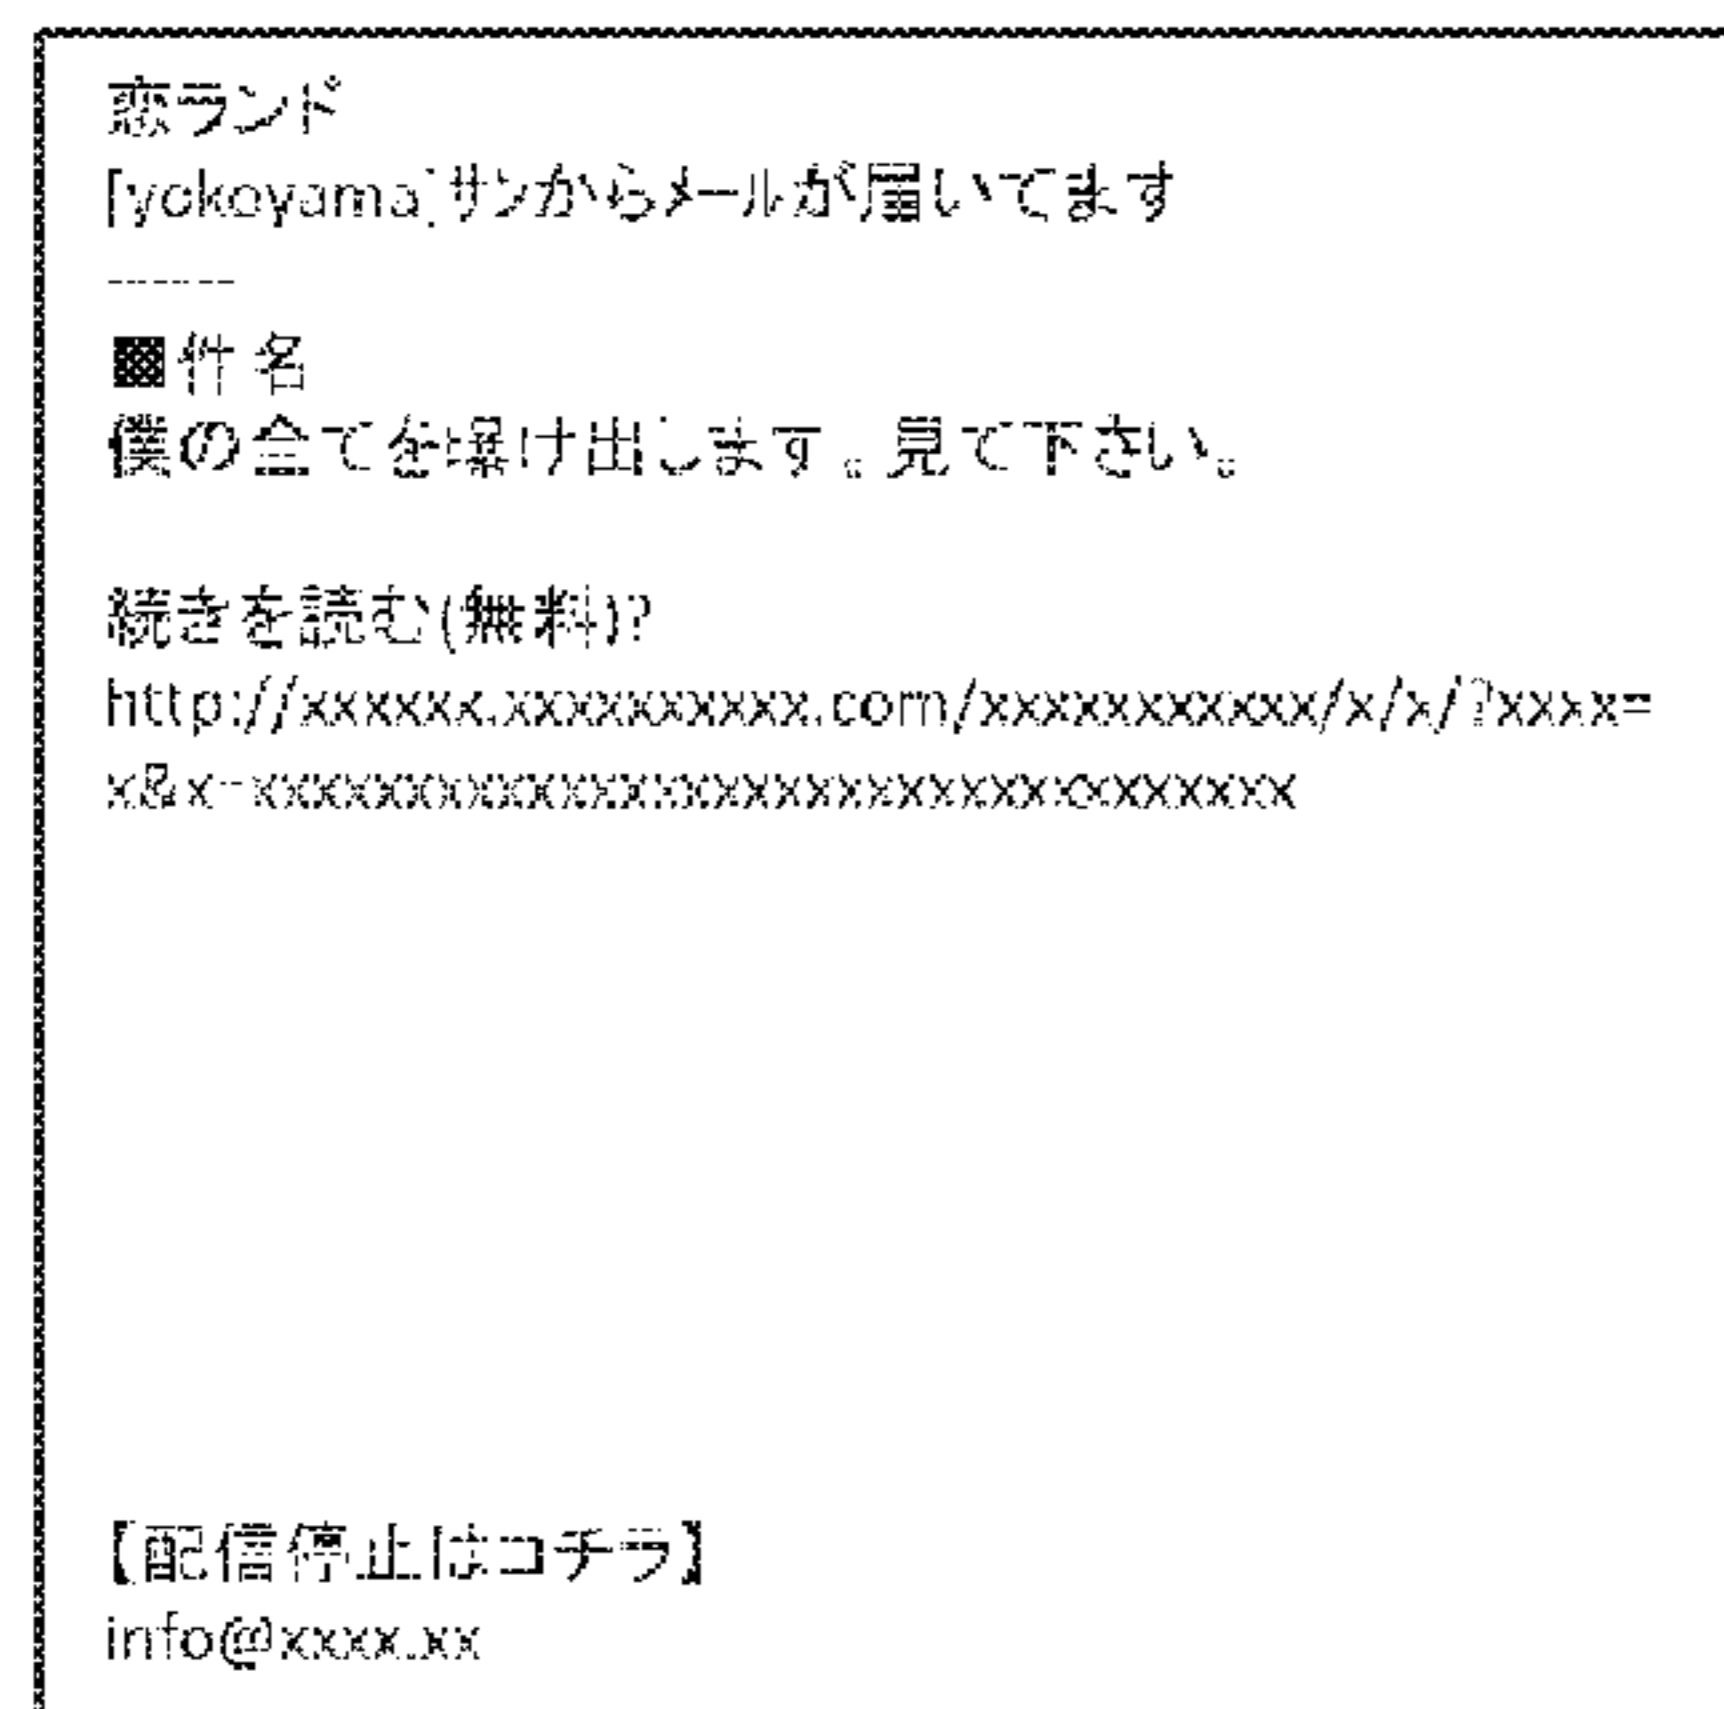 恋ランド
[yokoyama]サンからメールが届いてます
-------
■件名
僕の全てを曝け出します。見て下さい。
続きを読む(無料)?
http://xxxxxx.xxxxxxxxxx.com/xxxxxxxxxxx/x/x/?xxxx=
x&x=xxxxxxxxxxxxxxxxxxxxxxxxxxxxxxxxxx
【配信停止はコチラ】
info@xxxx.xx